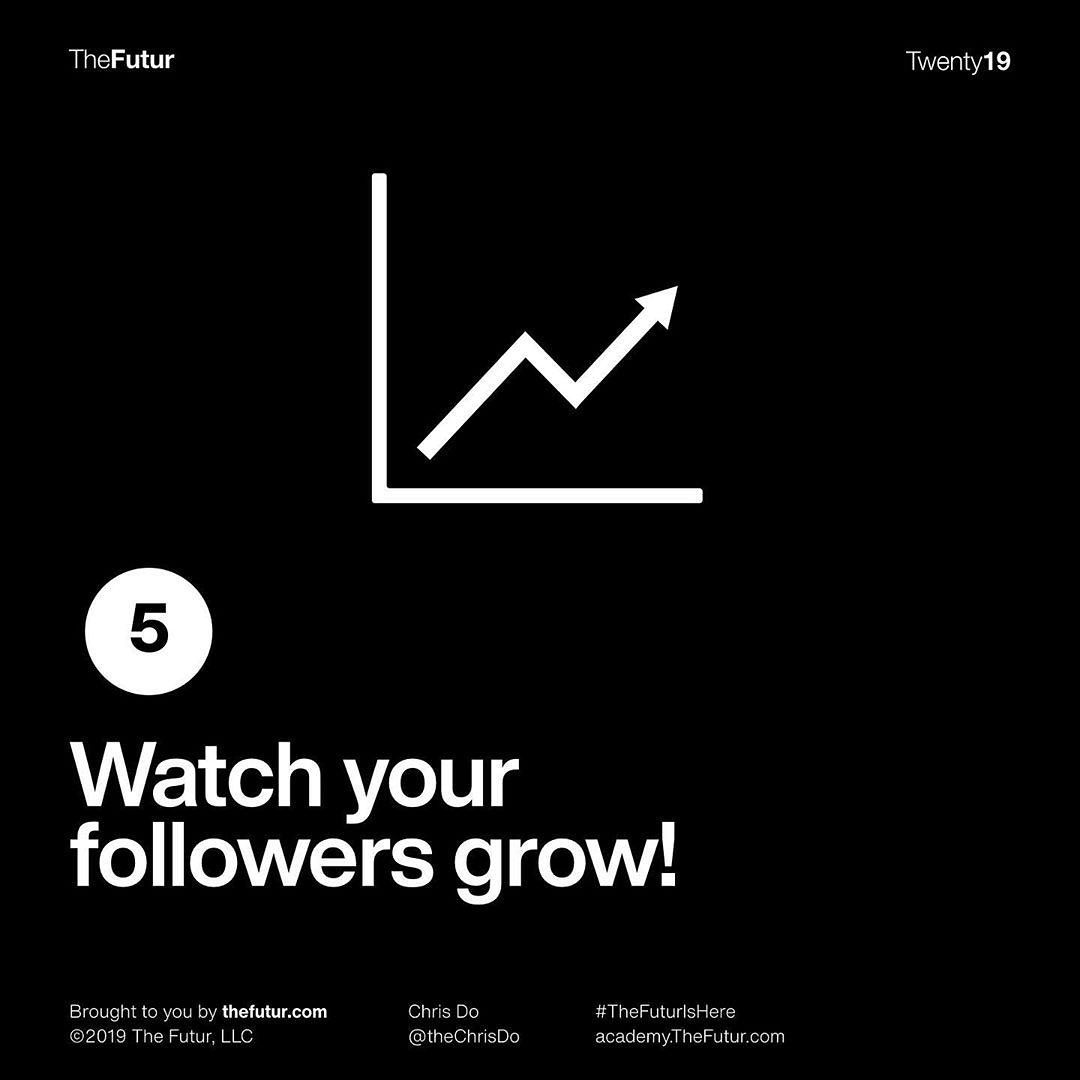 TheFutur
Twenty19
5
Watch your
followers grow!
Brought to you by thefutur.com
©2019 The Futur, LLC
Chris Do
@theChrisDo
#TheFuturIsHere
academy.TheFutur.com